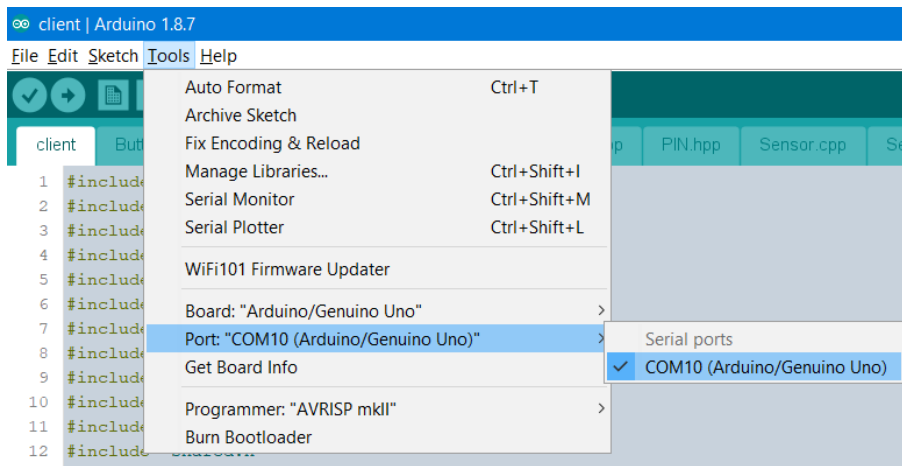 client | Arduino 1.8.7
File Edit Sketch Tools Help
Auto Format Ctrl+T
Archive Sketch
Fix Encoding & Reload
Manage Libraries... Ctrl+Shift+I
Serial Monitor Ctrl+Shift+M
Serial Plotter Ctrl+Shift+L
WiFi101 Firmware Updater
Board: "Arduino/Genuino Uno"
Port: "COM10 (Arduino/Genuino Uno)"
Get Board Info
Programmer: "AVRISP mkII"
Burn Bootloader
Serial ports
COM10 (Arduino/Genuino Uno)
client PIN.hpp Sensor.cpp
1 #include
2 #include
3 #include
4 #include
5 #include
6 #include
7 #include
8 #include
9 #include
10 #include
11 #include
12 #include